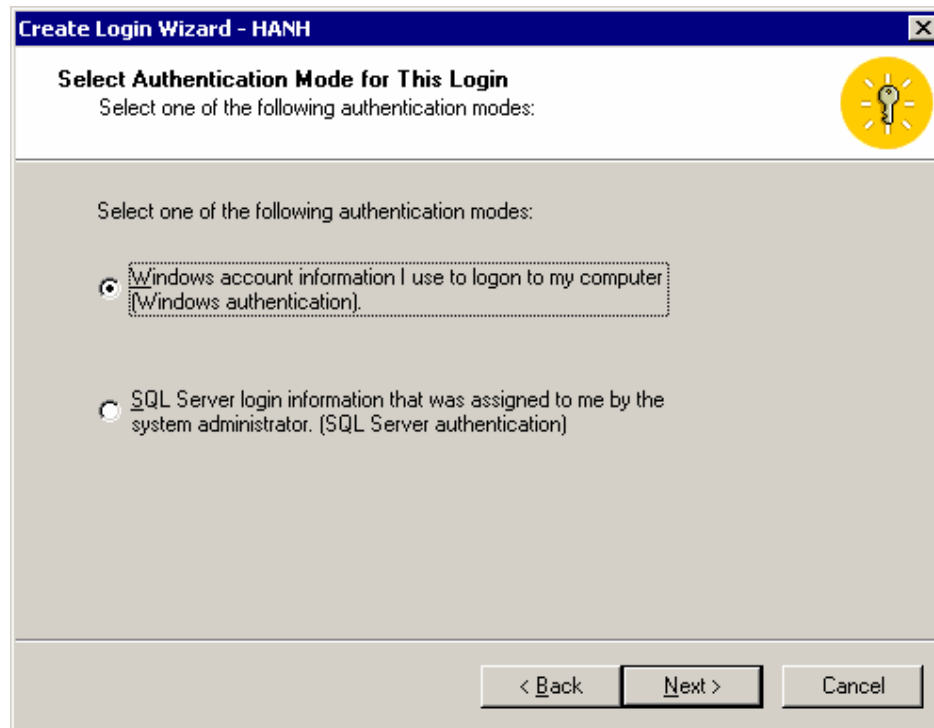 Create Login Wizard - HANH
Select Authentication Mode for This Login
Select one of the following authentication modes:
Select one of the following authentication modes:
Windows account information I use to logon to my computer
(Windows authentication).
SQL Server login information that was assigned to me by the
system administrator. (SQL Server authentication)
< Back
Next >
Cancel